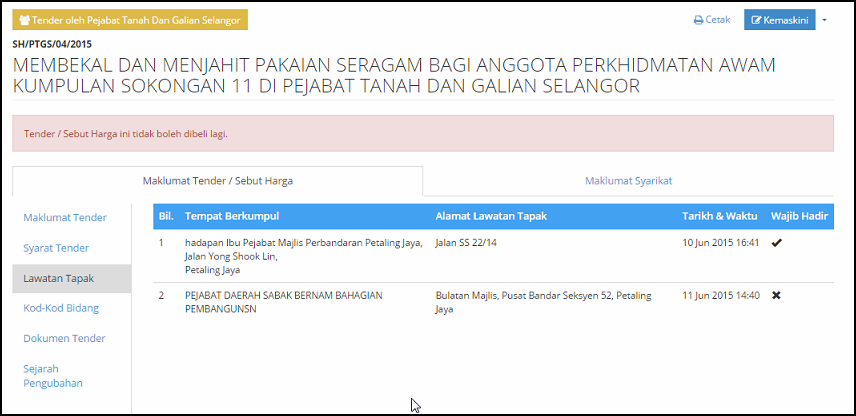 Tender oleh Pejabat Tanah Dan Galian Selangor
Cetak
Kemaskini
SH/PTGS/04/2015
MEMBEKAL DAN MENJAHIT PAKAIAN SERAGAM BAGI ANGGOTA PERKHIDMATAN AWAM
KUMPULAN SOKONGAN 11 DI PEJABAT TANAH DAN GALIAN SELANGOR
Tender / Sebut Harga ini tidak boleh dibeli lagi.
Maklumat Tender / Sebut Harga
Maklumat Syarikat
Maklumat Tender
Syarat Tender
Lawatan Tapak
Kod-Kod Bidang
Dokumen Tender
Sejarah
Pengubahan
Bil. Tempat Berkumpul Alamat Lawatan Tapak Tarikh & Waktu Wajib Hadir
1 hadapan Ibu Pejabat Majlis Perbandaran Petaling Jaya, Jalan SS 22/14 10 Jun 2015 16:41 ✔
Jalan Yong Shook Lin,
Petaling Jaya
2 PEJABAT DAERAH SABAK BERNAM BAHAGIAN Bulatan Majlis, Pusat Bandar Seksyen 52, Petaling 11 Jun 2015 14:40 ✖
PEMBANGUNSN Jaya